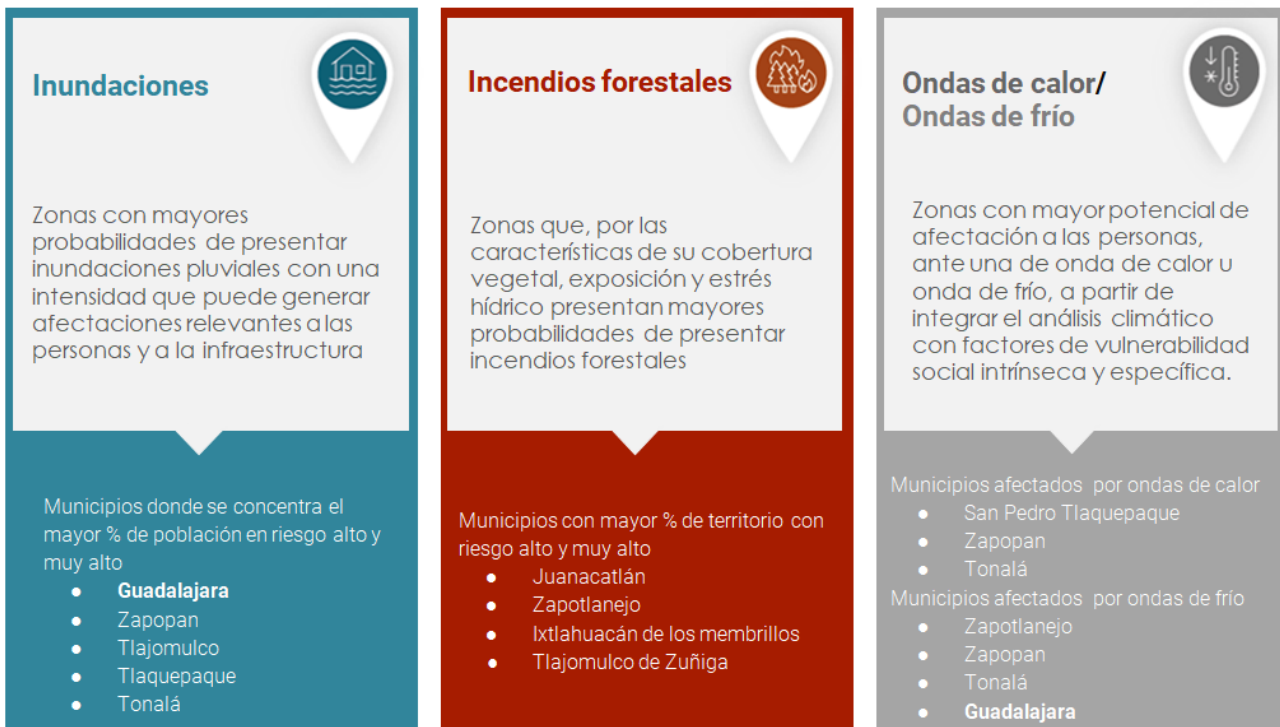 Inundaciones
Zonas con mayores
probabilidades de presentar
inundaciones pluviales con una
intensidad que puede generar
afectaciones relevantes a las
personas y a la infraestructura
Municipios donde se concentra el
mayor % de población en riesgo alto y
muy alto
● Guadalajara
● Zapopan
● Tlajomulco
● Tlaquepaque
● Tonalá
Incendios forestales
Zonas que, por las
características de su cobertura
vegetal, exposición y estrés
hídrico presentan mayores
probabilidades de presentar
incendios forestales
Municipios con mayor % de territorio con
riesgo alto y muy alto
● Juanacatlán
● Zapotlanejo
● Ixtlahuacán de los membrillos
● Tlajomulco de Zuñiga
Ondas de calor/
Ondas de frío
Zonas con mayor potencial de
afectación a las personas,
ante una de onda de calor u
onda de frío, a partir de
integrar el análisis climático
con factores de vulnerabilidad
social intrínseca y específica.
Municipios afectados por ondas de calor
● San Pedro Tlaquepaque
● Zapopan
● Tonalá
Municipios afectados por ondas de frío
● Zapotlanejo
● Zapopan
● Tonalá
● Guadalajara